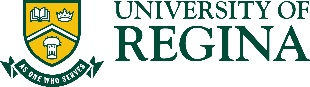 UNIVERSITY OF
REGINA
AS ONE WHO SERVES